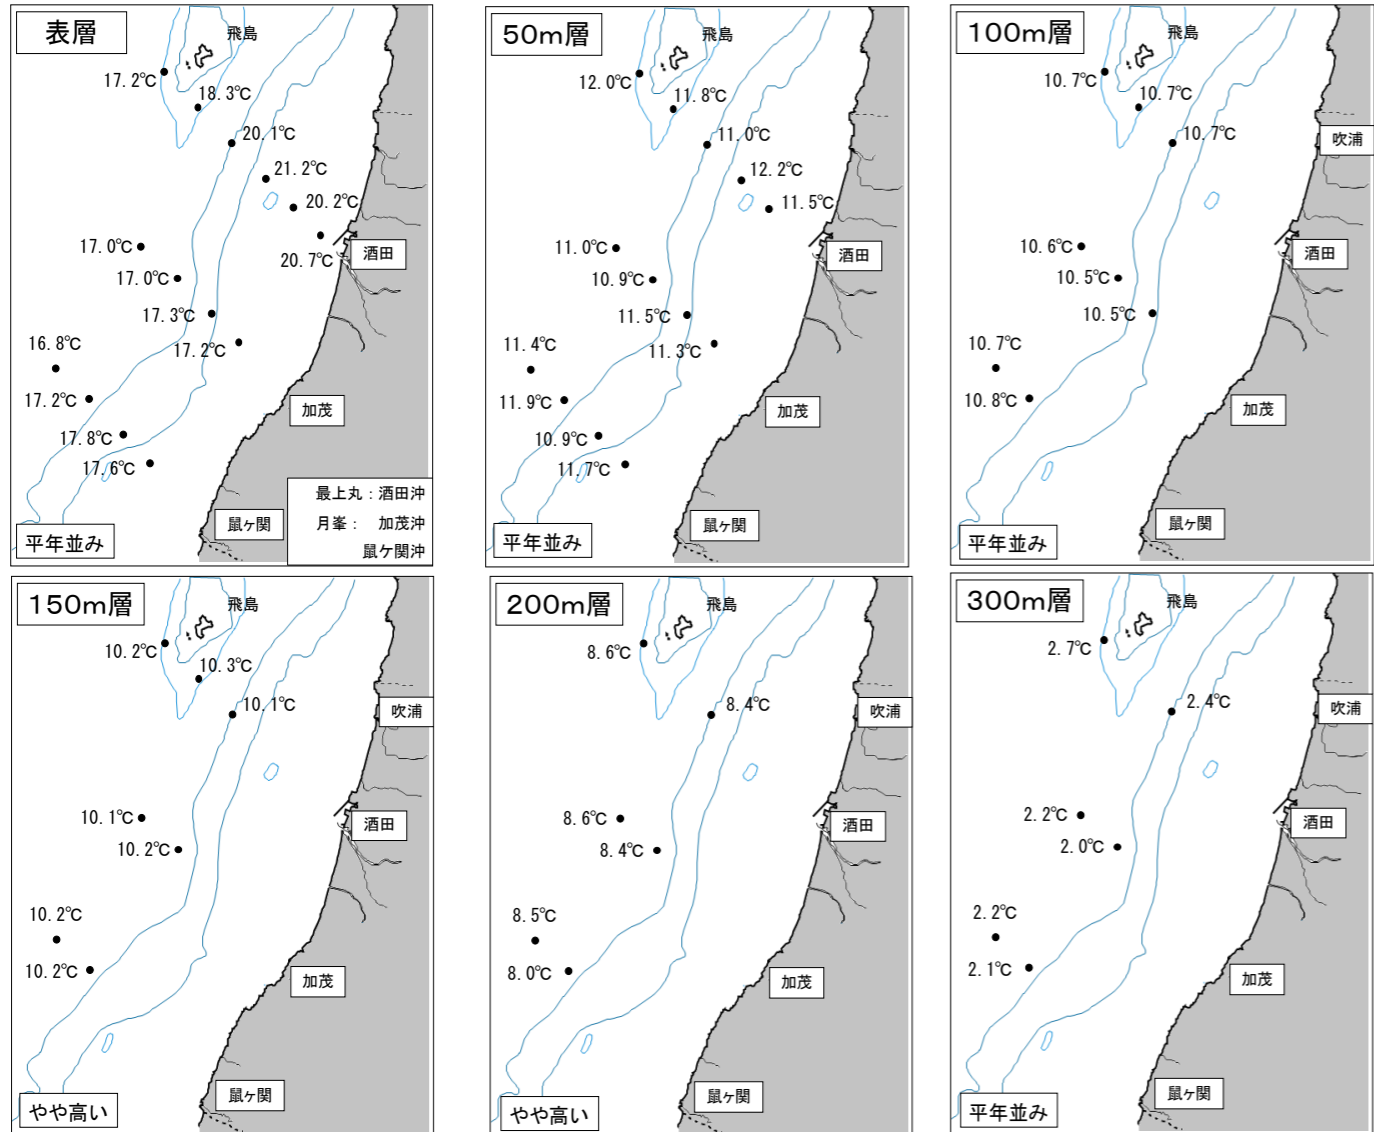 表層
飛島
17.2℃
18.3℃
20.1℃
21.2℃
20.2℃
17.0℃
20.7℃
酒田
17.0℃
17.3℃
16.8℃
17.2℃
17.2℃
加茂
17.8℃
17.6℃
最上丸：酒田沖
月峯： 加茂沖
鼠ケ関沖
鼠ヶ関
平年並み
50m層
飛島
12.0℃
11.8℃
11.0℃
12.2℃
11.5℃
11.0℃
酒田
10.9℃
11.5℃
11.4℃
11.3℃
11.9℃
加茂
10.9℃
11.7℃
鼠ヶ関
平年並み
100m層
飛島
10.7℃
10.7℃
10.7℃
吹浦
10.6℃
酒田
10.5℃
10.5℃
10.7℃
10.8℃
加茂
鼠ヶ関
平年並み
150m層
飛島
10.2℃
10.3℃
10.1℃
吹浦
10.1℃
酒田
10.2℃
10.2℃
10.2℃
加茂
鼠ヶ関
やや高い
200m層
飛島
8.6℃
8.4℃
吹浦
8.6℃
酒田
8.4℃
8.5℃
8.0℃
加茂
鼠ヶ関
やや高い
300m層
飛島
2.7℃
2.4℃
吹浦
2.2℃
酒田
2.0℃
2.2℃
2.1℃
加茂
鼠ヶ関
平年並み